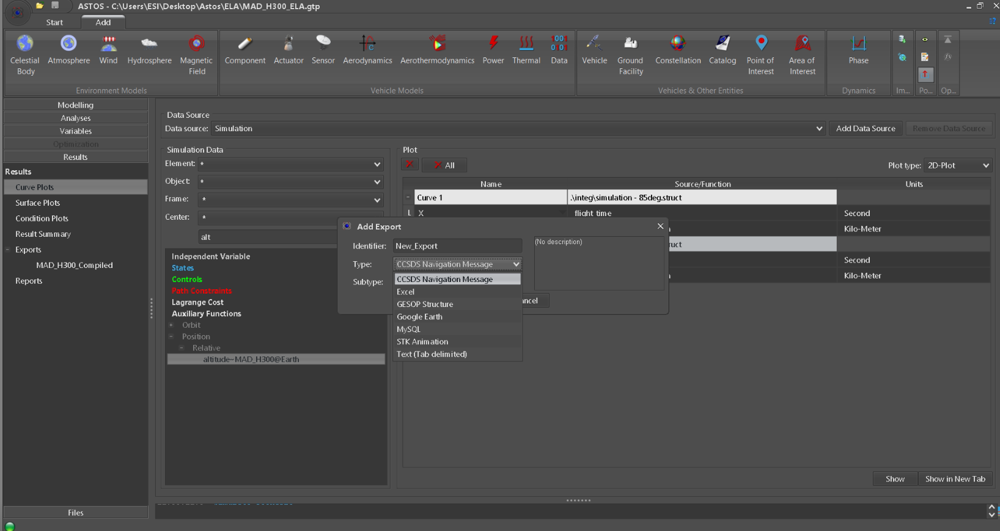 ASTOS - C:\Users\ESI\Desktop\Astos\ELA\MAD_H300_ELA.gtp
Start Add
Celestial Body Atmosphere Wind Hydrosphere Magnetic Field
Environment Models
Component Actuator Sensor Aerodynamics Aerothermodynamics Power Thermal Data
Vehicle Models
Vehicle Ground Facility Constellation Catalog Point of Interest Area of Interest
Vehicles & Other Entities
Phase
Dynamics
Im... Po... Op...
Modelling
Analyses
Variables
Optimization
Results
Results
Curve Plots
Surface Plots
Condition Plots
Result Summary
Exports
MAD_H300_Compiled
Reports
Files
Data Source
Data source: Simulation
Add Data Source Remove Data Source
Simulation Data
Element: *
Object: *
Frame: *
Center: *
alt
Independent Variable
States
Controls
Path Constraints
Lagrange Cost
Auxiliary Functions
Orbit
Position
Relative
altitude~MAD_H300@Earth
Plot
All
Plot type: 2D-Plot
Name Source/Function Units
Curve 1 .\integ\simulation - 85deg.struct
L X flight time Second
Kilo-Meter
uct
Second
Kilo-Meter
Add Export
Identifier: New_Export
(No description)
Type: CCSDS Navigation Message
Subtype:
CCSDS Navigation Message
Excel
GESOP Structure
Google Earth
MySQL
STK Animation
Text (Tab delimited)
ncel
Show Show in New Tab